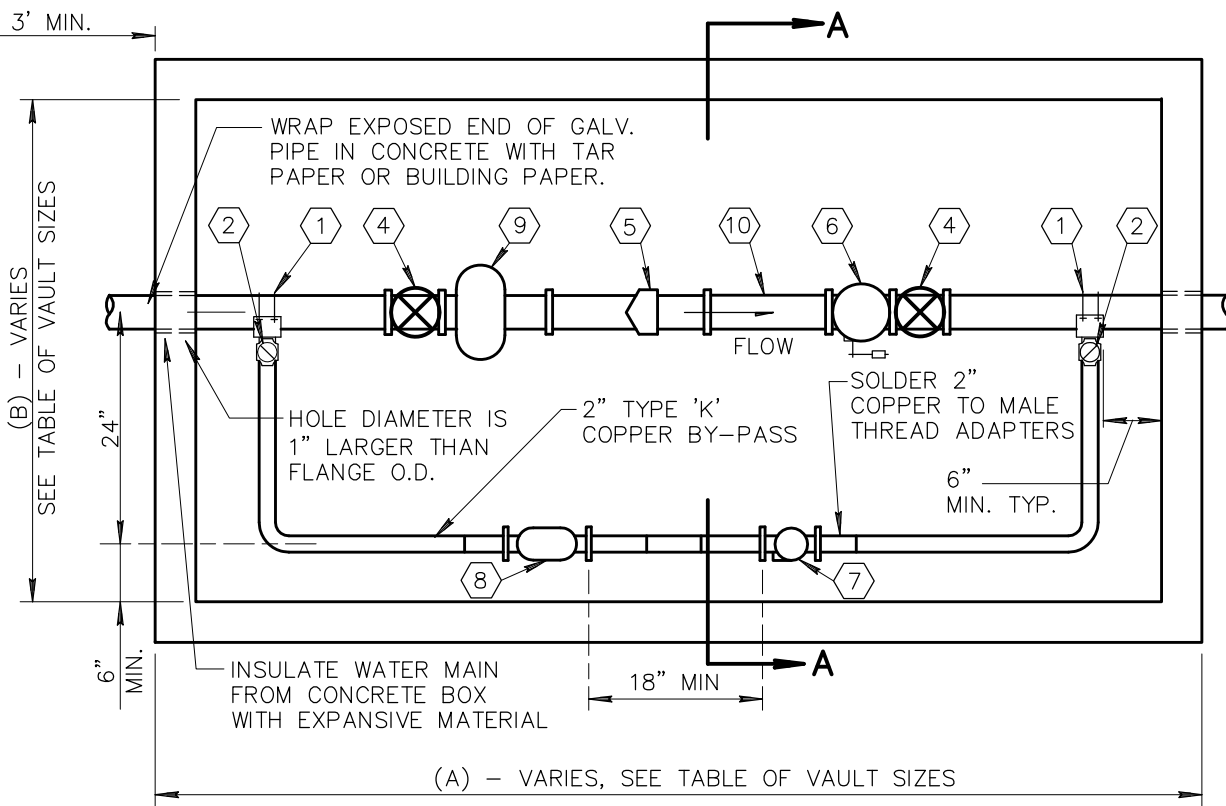 3' MIN.
A
WRAP EXPOSED END OF GALV.
PIPE IN CONCRETE WITH TAR
PAPER OR BUILDING PAPER.
(B) – VARIES
SEE TABLE OF VAULT SIZES
2
1
4
9
5
10
6
4
1
2
FLOW
24"
HOLE DIAMETER IS
1" LARGER THAN
FLANGE O.D.
2" TYPE 'K'
COPPER BY–PASS
SOLDER 2"
COPPER TO MALE
THREAD ADAPTERS
6"
MIN. TYP.
8
7
6"
MIN.
INSULATE WATER MAIN
FROM CONCRETE BOX
WITH EXPANSIVE MATERIAL
18" MIN
A
(A) – VARIES, SEE TABLE OF VAULT SIZES